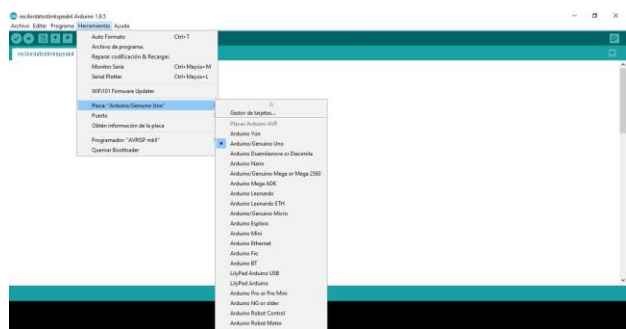 recibirdatosthinkspeak4 Arduino 1.8.5
Archivo Editar Programa Herramientas Ayuda
recibirdatosthinkspeak4
Auto Formato Ctrl+T
Archivo de programa.
Reparar codificación & Recargar.
Monitor Serie Ctrl+Mayús+M
Serial Plotter Ctrl+Mayús+L
WiFi101 Firmware Updater
Placa: "Arduino/Genuino Uno"
Puerto
Obtén información de la placa
Programador: "AVRISP mkII"
Quemar Bootloader
Gestor de tarjetas...
Placas Arduino AVR
Arduino Yún
Arduino/Genuino Uno
Arduino Duemilanove or Diecimila
Arduino Nano
Arduino/Genuino Mega or Mega 2560
Arduino Mega ADK
Arduino Leonardo
Arduino Leonardo ETH
Arduino/Genuino Micro
Arduino Esplora
Arduino Mini
Arduino Ethernet
Arduino Fio
Arduino BT
LilyPad Arduino USB
LilyPad Arduino
Arduino Pro or Pro Mini
Arduino NG or older
Arduino Robot Control
Arduino Robot Motor